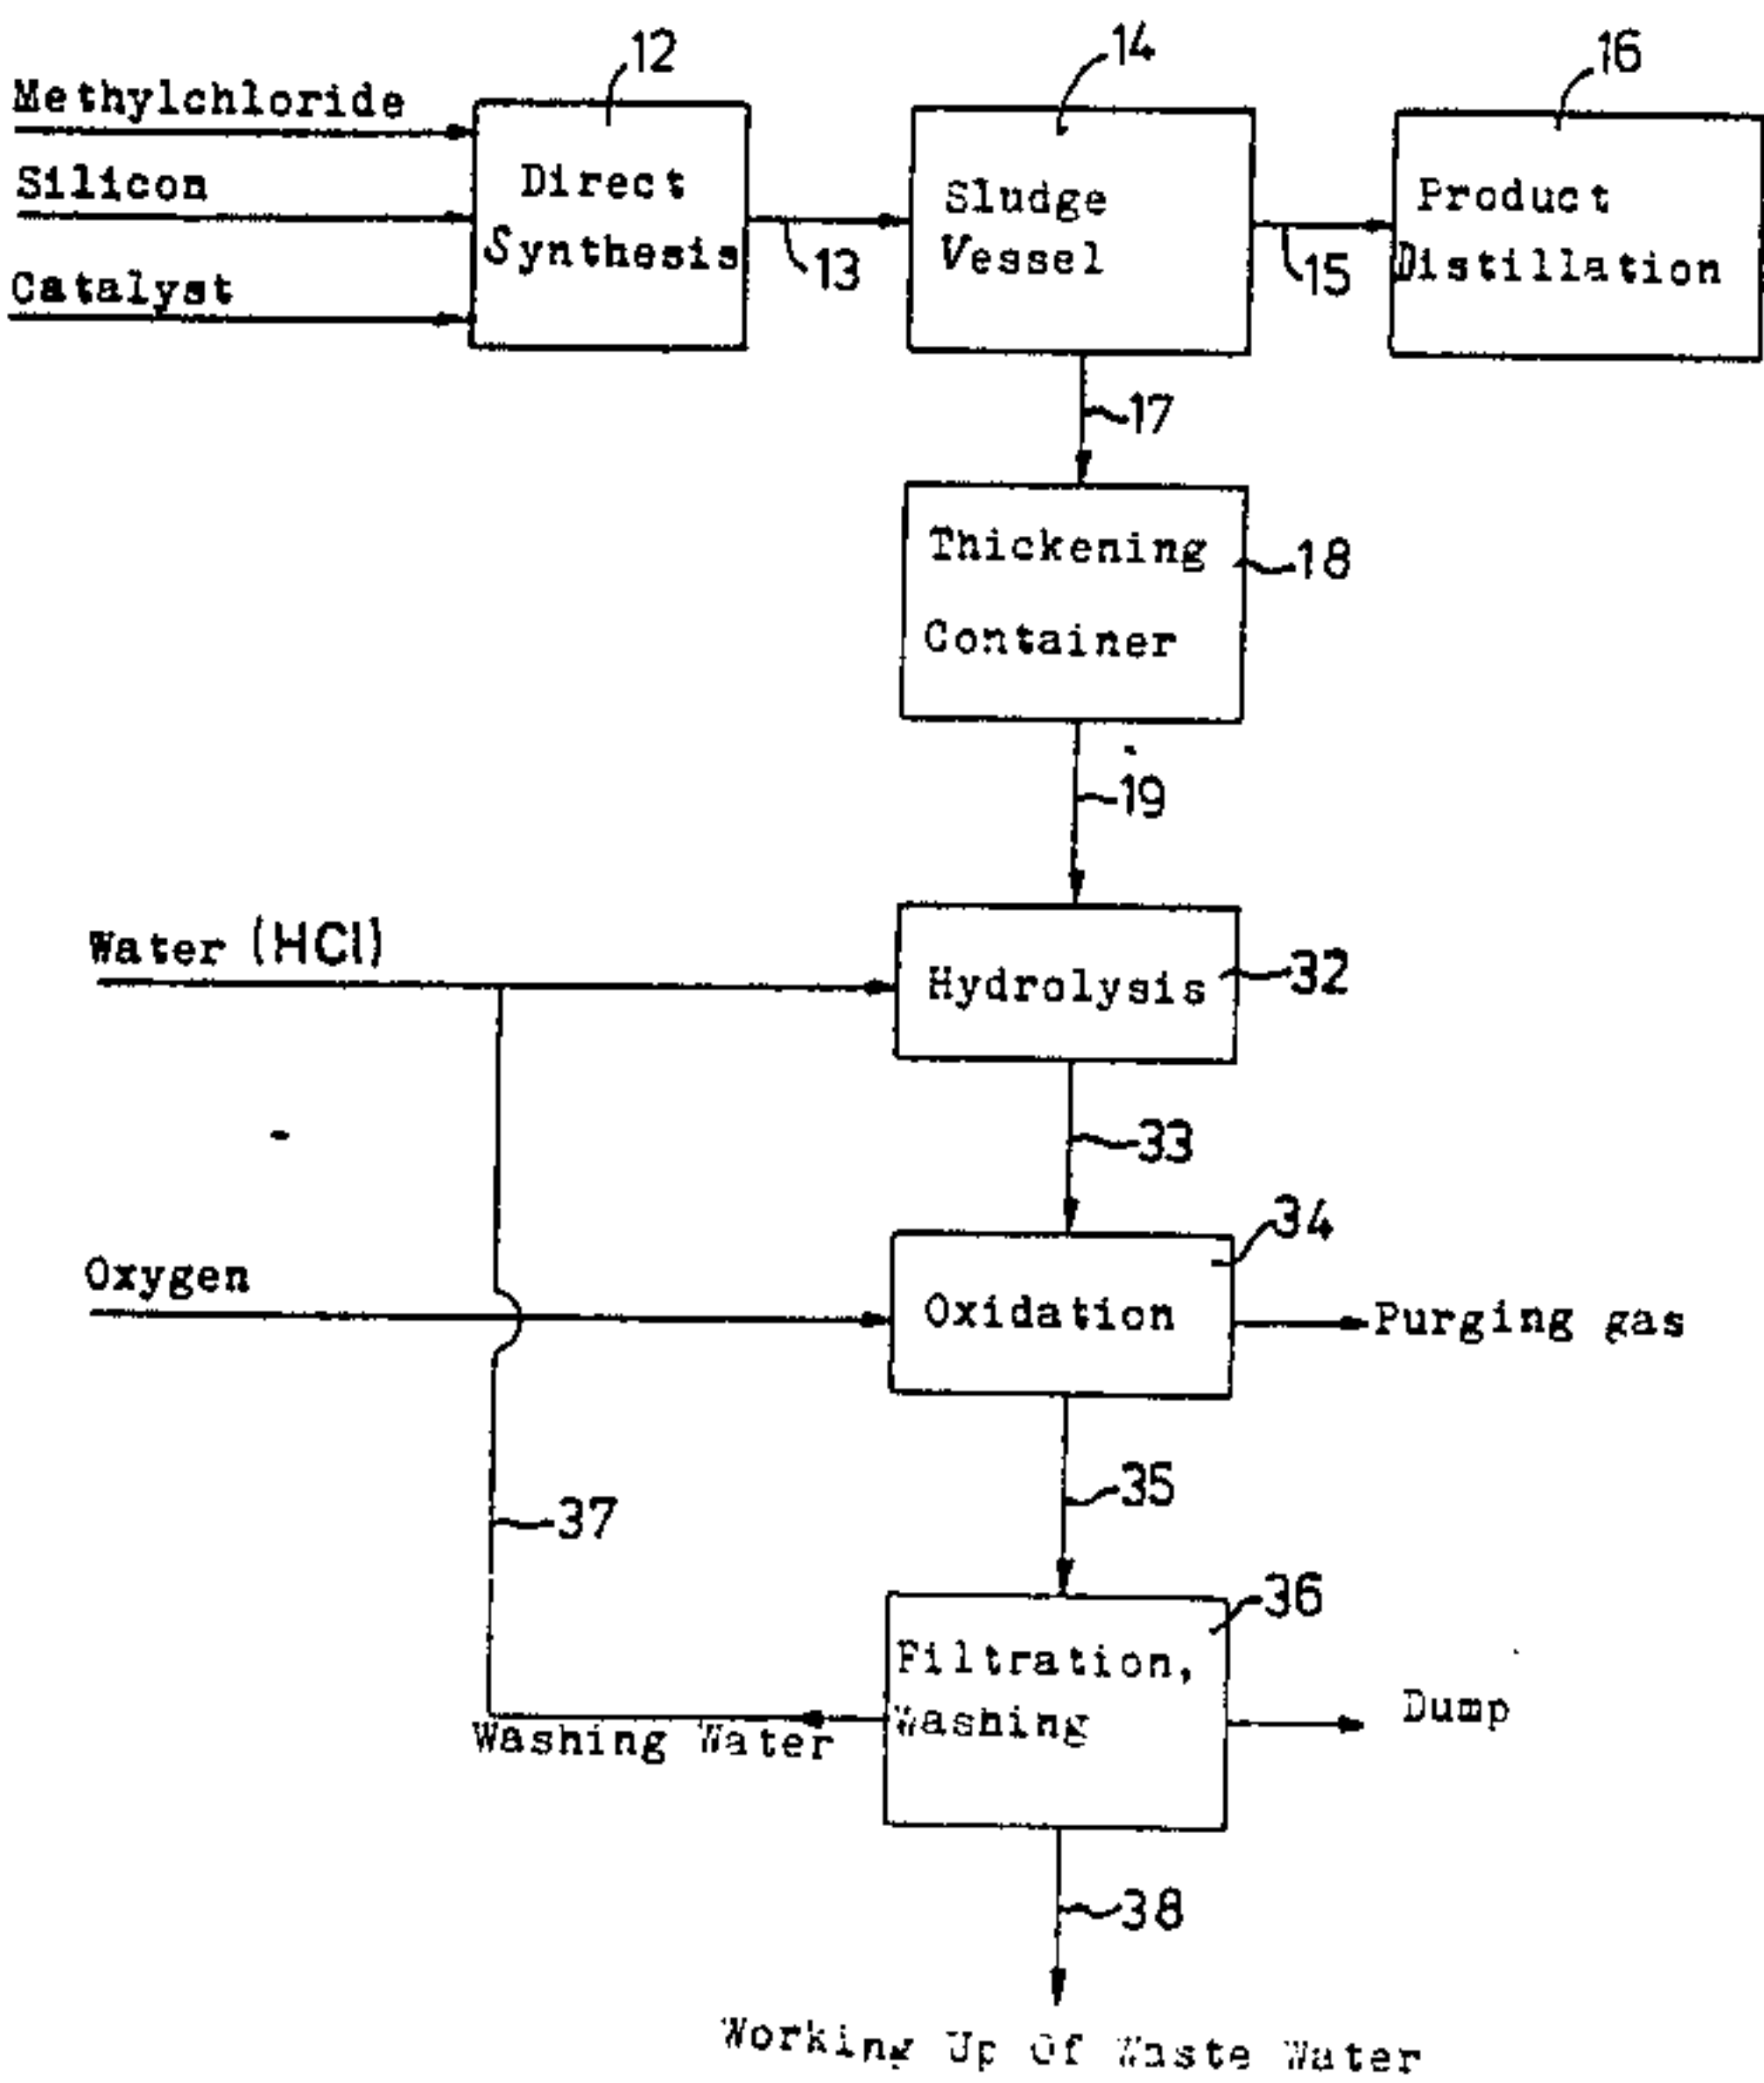 12
14
16
Methylchloride
Silicon
Catalyst
Direct
Synthesis
13
Sludge
Vessel
15
Product
Distillation
17
Thickening
Container
18
19
Water (HCl)
Hydrolysis
32
33
34
Oxygen
Oxidation
Purging gas
35
37
36
Filtration,
Washing
Washing Water
Dump
38
Working Up Of Waste Water